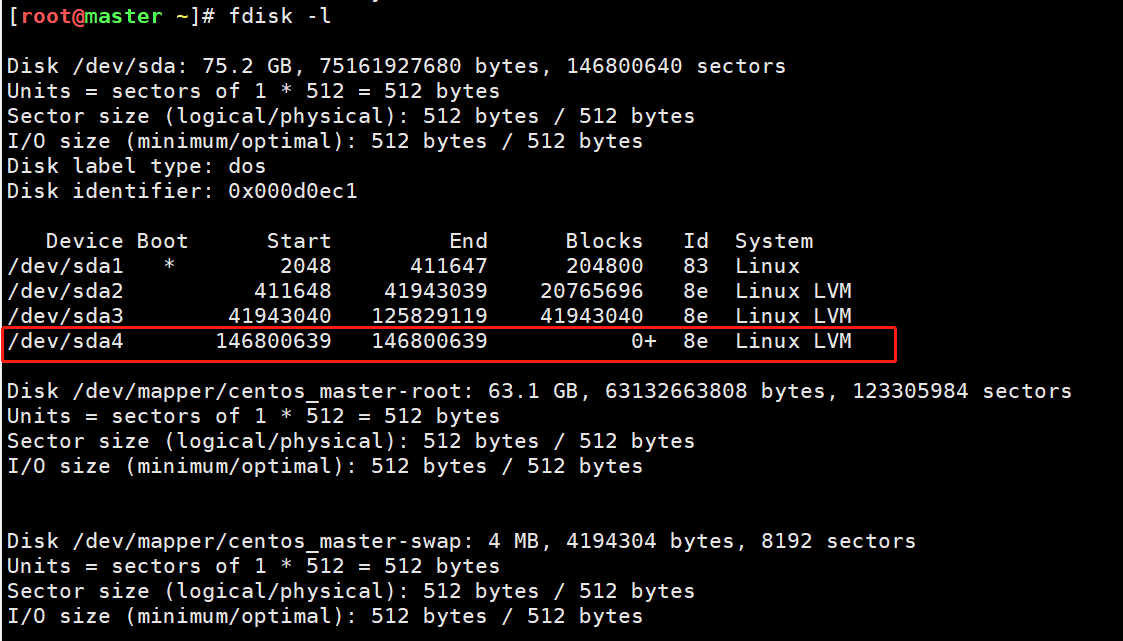 [root@master ~]# fdisk -l
Disk /dev/sda: 75.2 GB, 75161927680 bytes, 146800640 sectors
Units = sectors of 1 * 512 = 512 bytes
Sector size (logical/physical): 512 bytes / 512 bytes
I/O size (minimum/optimal): 512 bytes / 512 bytes
Disk label type: dos
Disk identifier: 0x000d0ec1
Device Boot Start End Blocks Id System
/dev/sda1 * 2048 411647 204800 83 Linux
/dev/sda2 411648 41943039 20765696 8e Linux LVM
/dev/sda3 41943040 125829119 41943040 8e Linux LVM
/dev/sda4 146800639 146800639 0+ 8e Linux LVM
Disk /dev/mapper/centos_master-root: 63.1 GB, 63132663808 bytes, 123305984 sectors
Units = sectors of 1 * 512 = 512 bytes
Sector size (logical/physical): 512 bytes / 512 bytes
I/O size (minimum/optimal): 512 bytes / 512 bytes
Disk /dev/mapper/centos_master-swap: 4 MB, 4194304 bytes, 8192 sectors
Units = sectors of 1 * 512 = 512 bytes
Sector size (logical/physical): 512 bytes / 512 bytes
I/O size (minimum/optimal): 512 bytes / 512 bytes